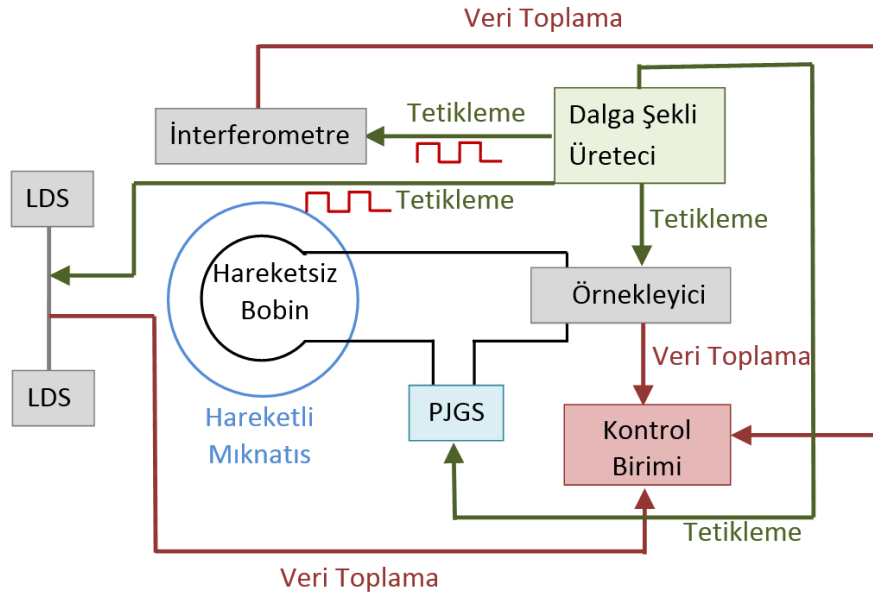 Veri Toplama
Tetikleme
Dalga Şekli
Üreteci
İnterferometre
LDS
Tetikleme
Tetikleme
Hareketsiz
Bobin
Örnekleyici
Veri Toplama
LDS
PJGS
Hareketli
Mıknatıs
Kontrol
Birimi
Tetikleme
Veri Toplama